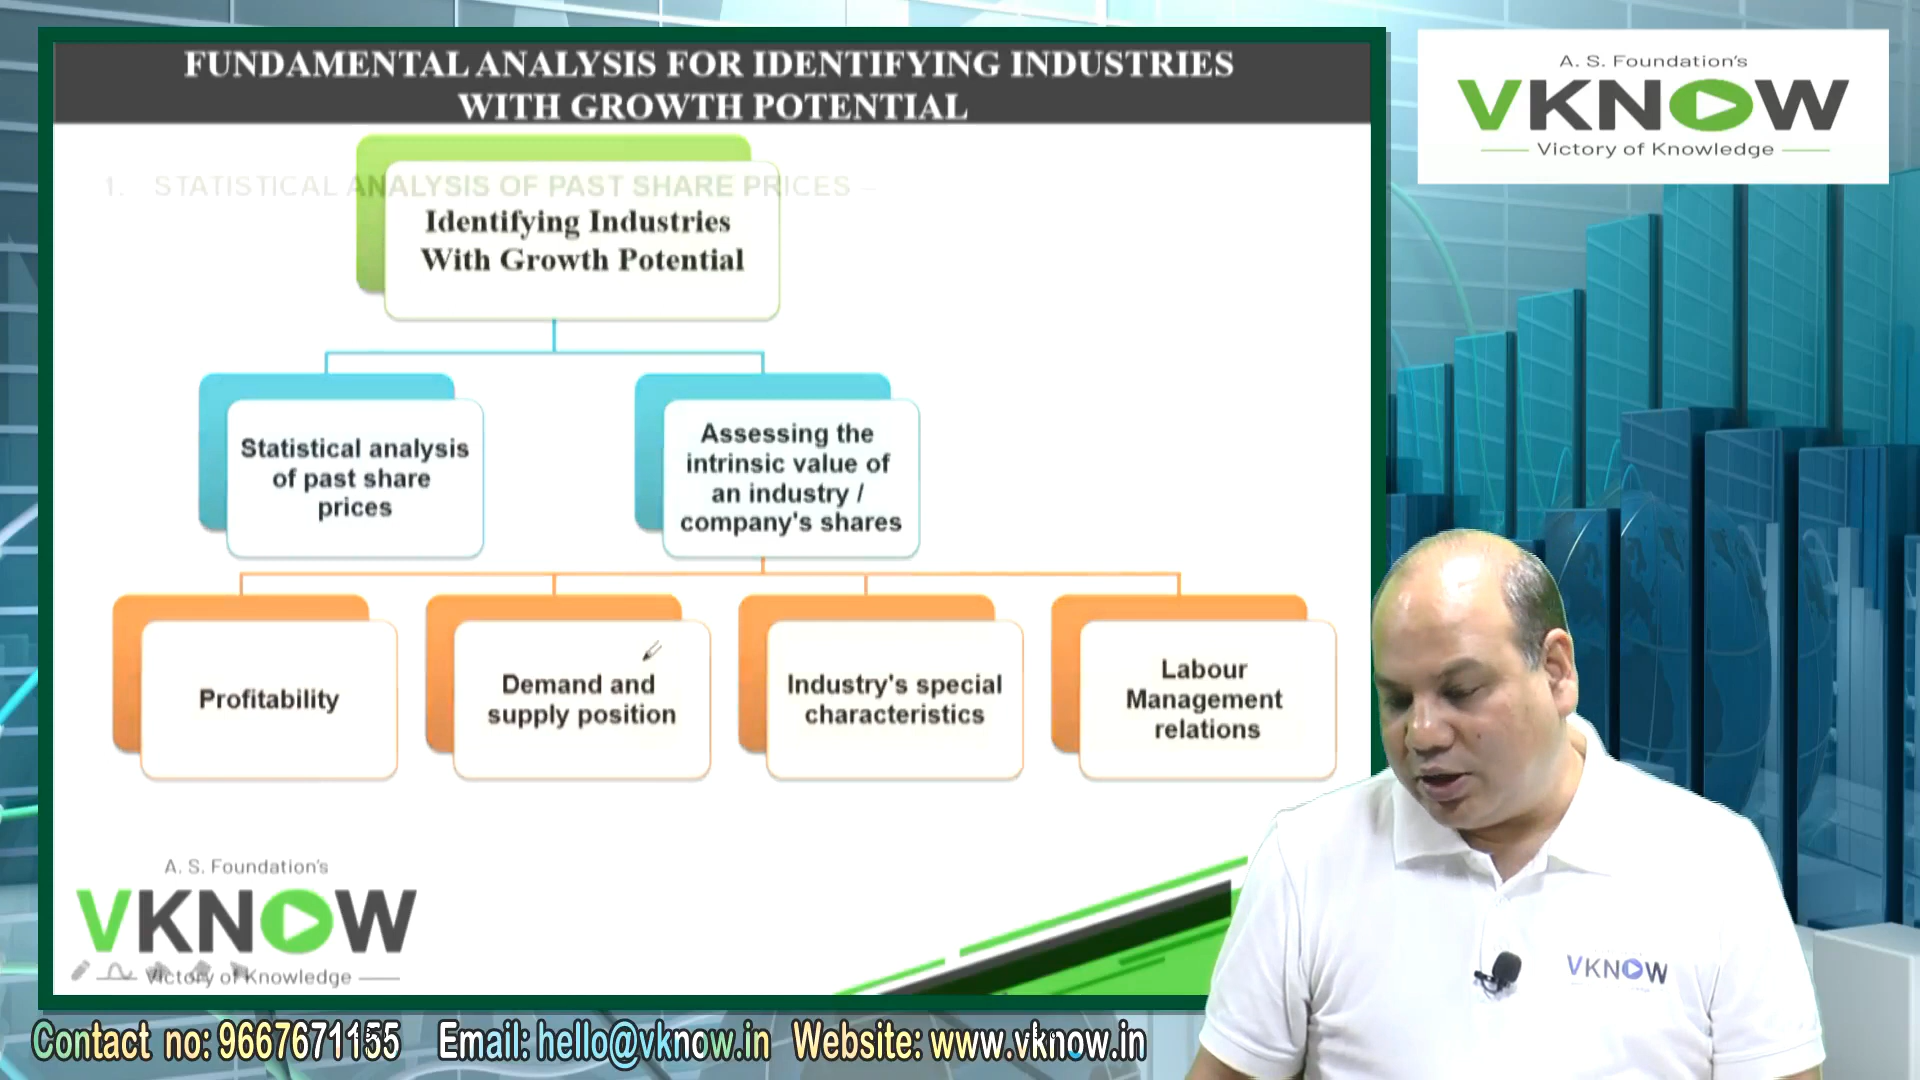 FUNDAMENTAL ANALYSIS FOR IDENTIFYING INDUSTRIES
WITH GROWTH POTENTIAL
1. STATISTICAL ANALYSIS OF PAST SHARE PRICES –
Identifying Industries
With Growth Potential
Statistical analysis
of past share
prices
Assessing the
intrinsic value of
an industry /
company's shares
Profitability
Demand and
supply position
Industry's special
characteristics
Labour
Management
relations
A. S. Foundation's
VKNOW
Victory of Knowledge
A. S. Foundation's
VKNOW
Victory of Knowledge
VKNOW
Contact no: 9667671155 Email: hello@vknow.in Website: www.vknow.in